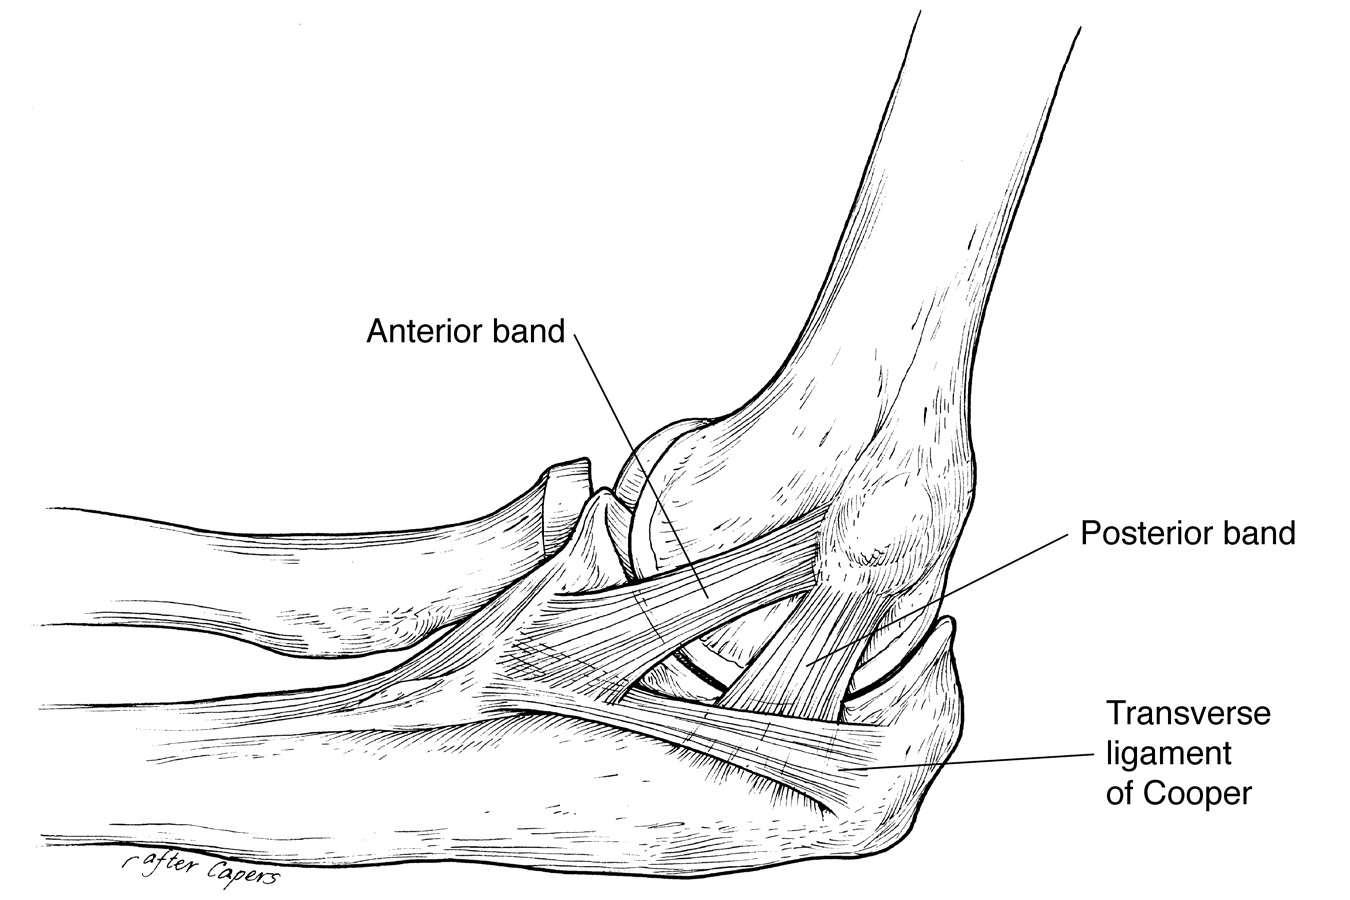 Anterior band
Posterior band
Transverse
ligament
of Cooper
after Capers